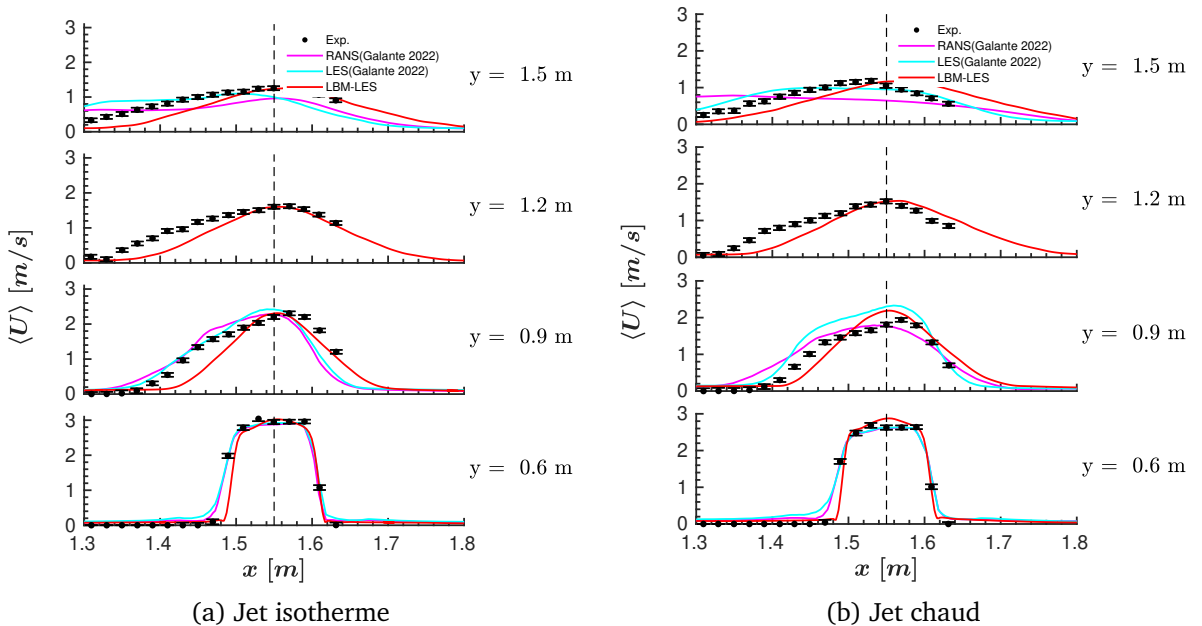 3
2
1
0
Exp.
RANS(Galante 2022)
LES(Galante 2022)
LBM-LES
y = 1.5 m
3
2
1
0
y = 1.2 m
3
2
1
0
y = 0.9 m
3
2
1
0
y = 0.6 m
1.3 1.4 1.5 1.6 1.7 1.8
x [m]
⟨U⟩ [m/s]
(a) Jet isotherme
3
2
1
0
Exp.
RANS(Galante 2022)
LES(Galante 2022)
LBM-LES
y = 1.5 m
3
2
1
0
y = 1.2 m
3
2
1
0
y = 0.9 m
3
2
1
0
y = 0.6 m
1.3 1.4 1.5 1.6 1.7 1.8
x [m]
⟨U⟩ [m/s]
(b) Jet chaud